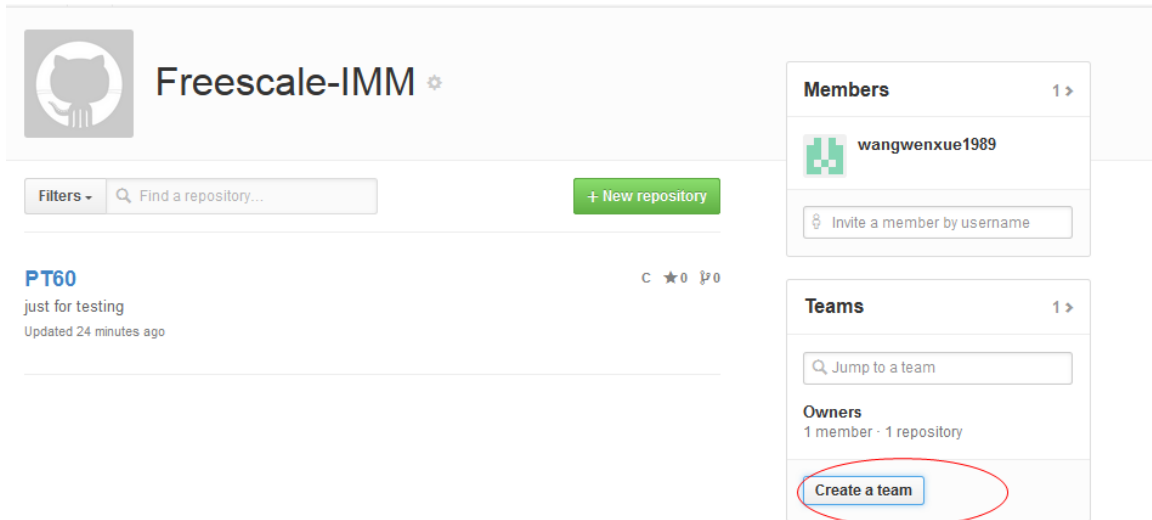 Freescale-IMM
Filters
Find a repository...
+ New repository
PT60
C ★0 0
just for testing
Updated 24 minutes ago
Members 1 >
wangwenxue1989
Invite a member by username
Teams 1 >
Jump to a team
Owners
1 member · 1 repository
Create a team